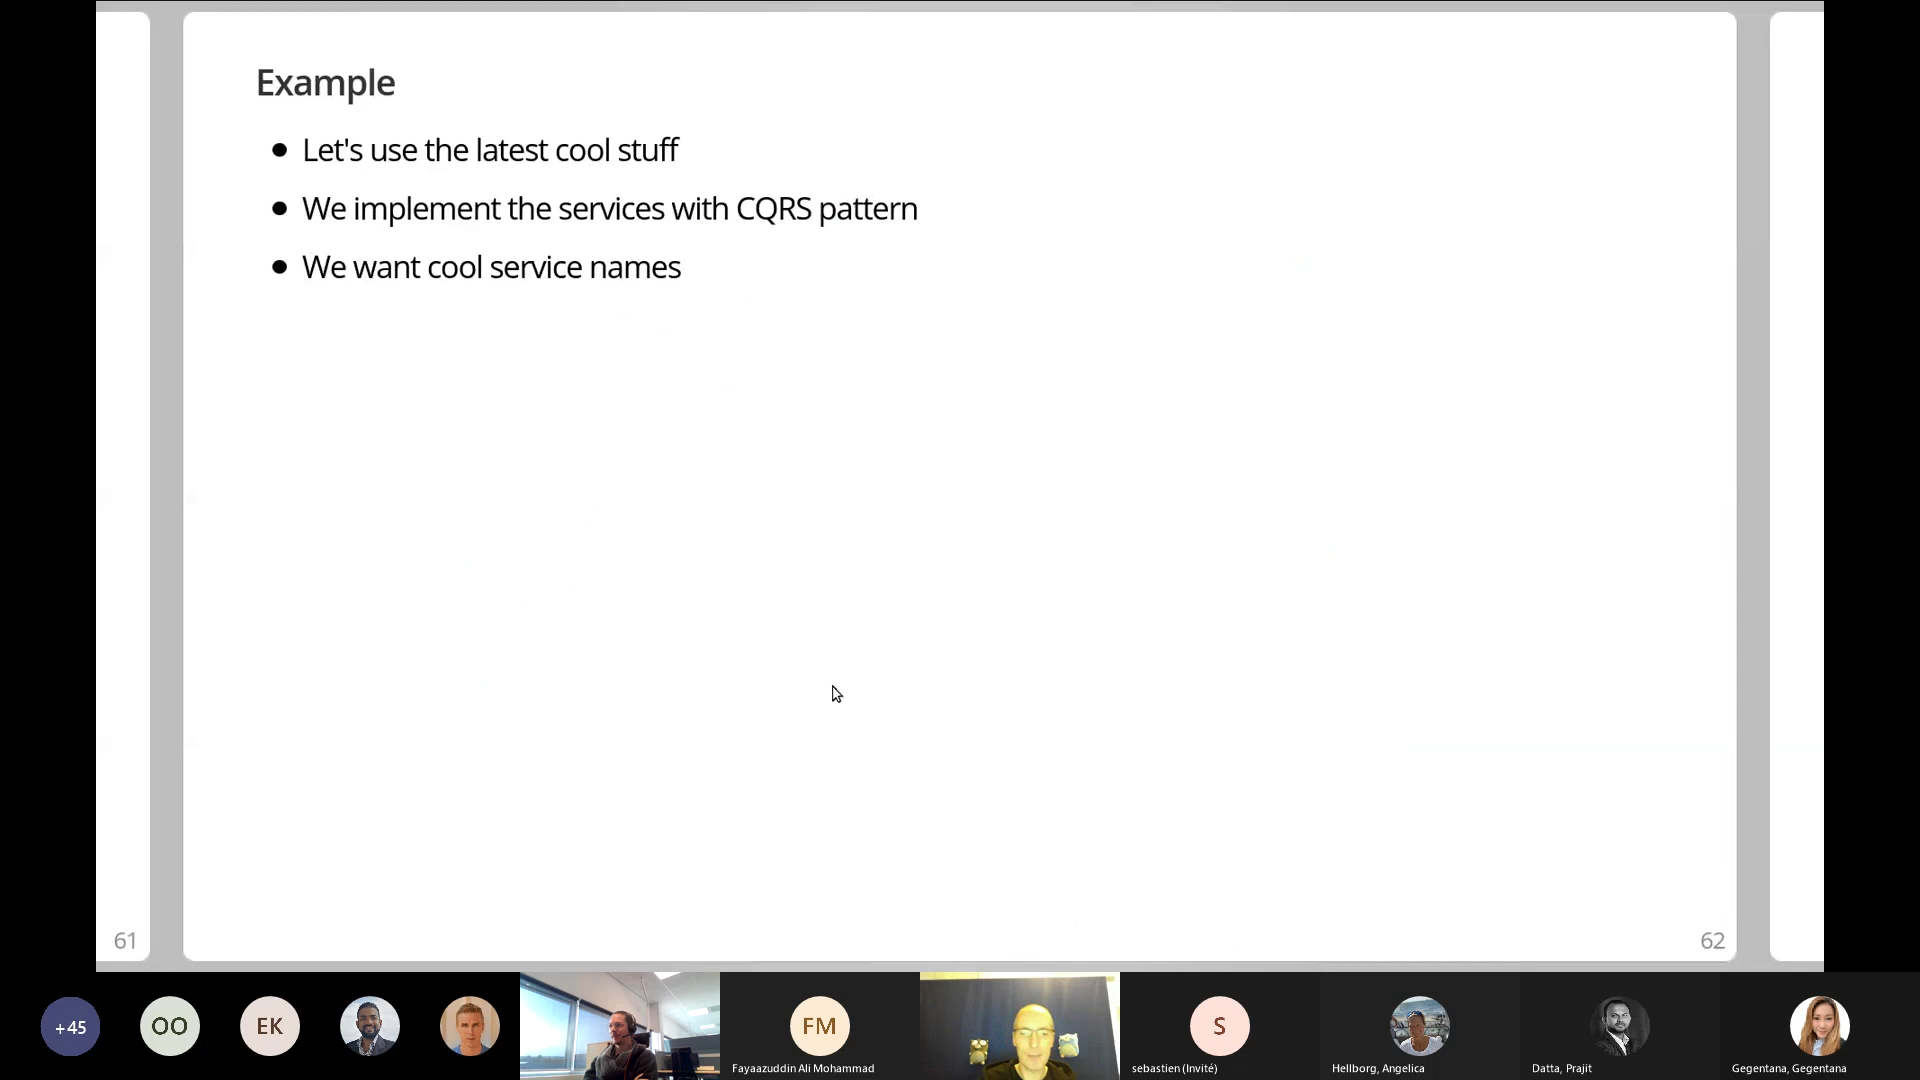 Example
Let's use the latest cool stuff
We implement the services with CQRS pattern
We want cool service names
61
62
+45
OO
EK
FM
S
Fayaazuddin Ali Mohammad
sebastien (Invité)
Hellborg, Angelica
Datta, Prajit
Gegentana, Gegentana